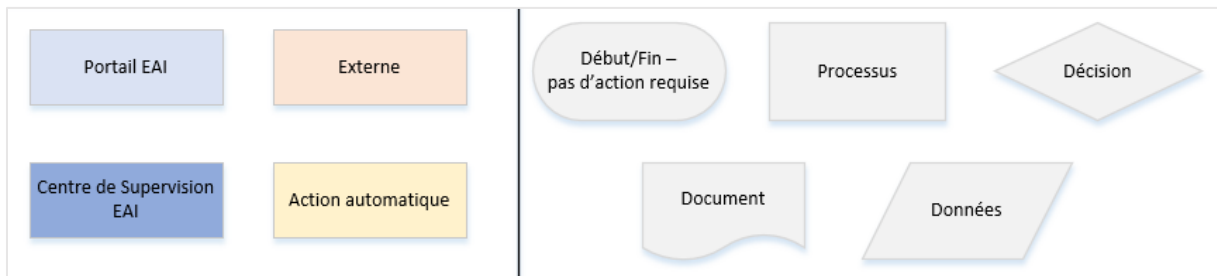 Portail EAI
Externe
Début/Fin –
pas d’action requise
Processus
Décision
Centre de Supervision
EAI
Action automatique
Document
Données